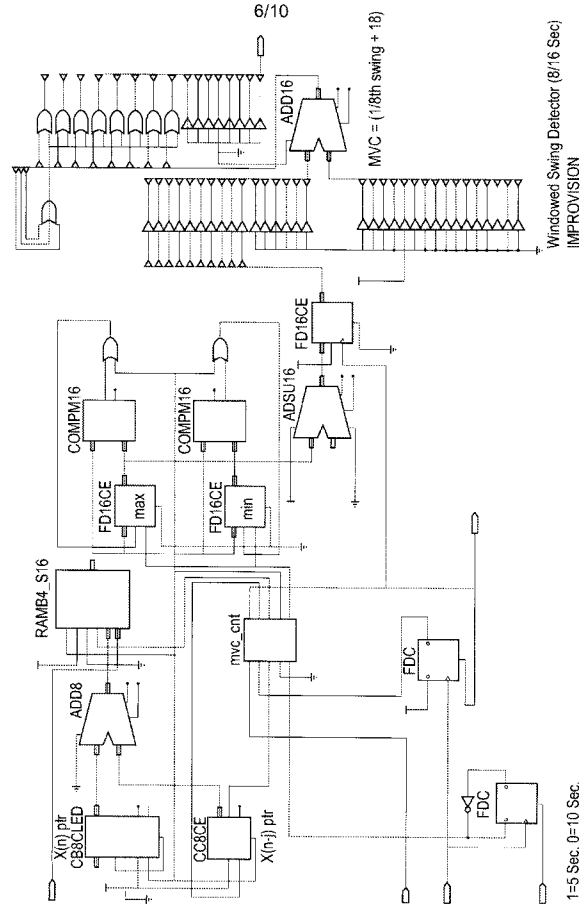 6/10
X(n) ptr
CB8CLED
CC8CE
X(n-j) ptr
ADD8
RAMB4_S16
FD16CE
max
FD16CE
min
COMPM16
COMPM16
mvc_cnt
FDC
FDC
ADSU16
FD16CE
ADD16
MVC = (1/8th swing + 18)
Windowed Swing Detector (8/16 Sec)
IMPROVISION
1=5 Sec. 0=10 Sec.